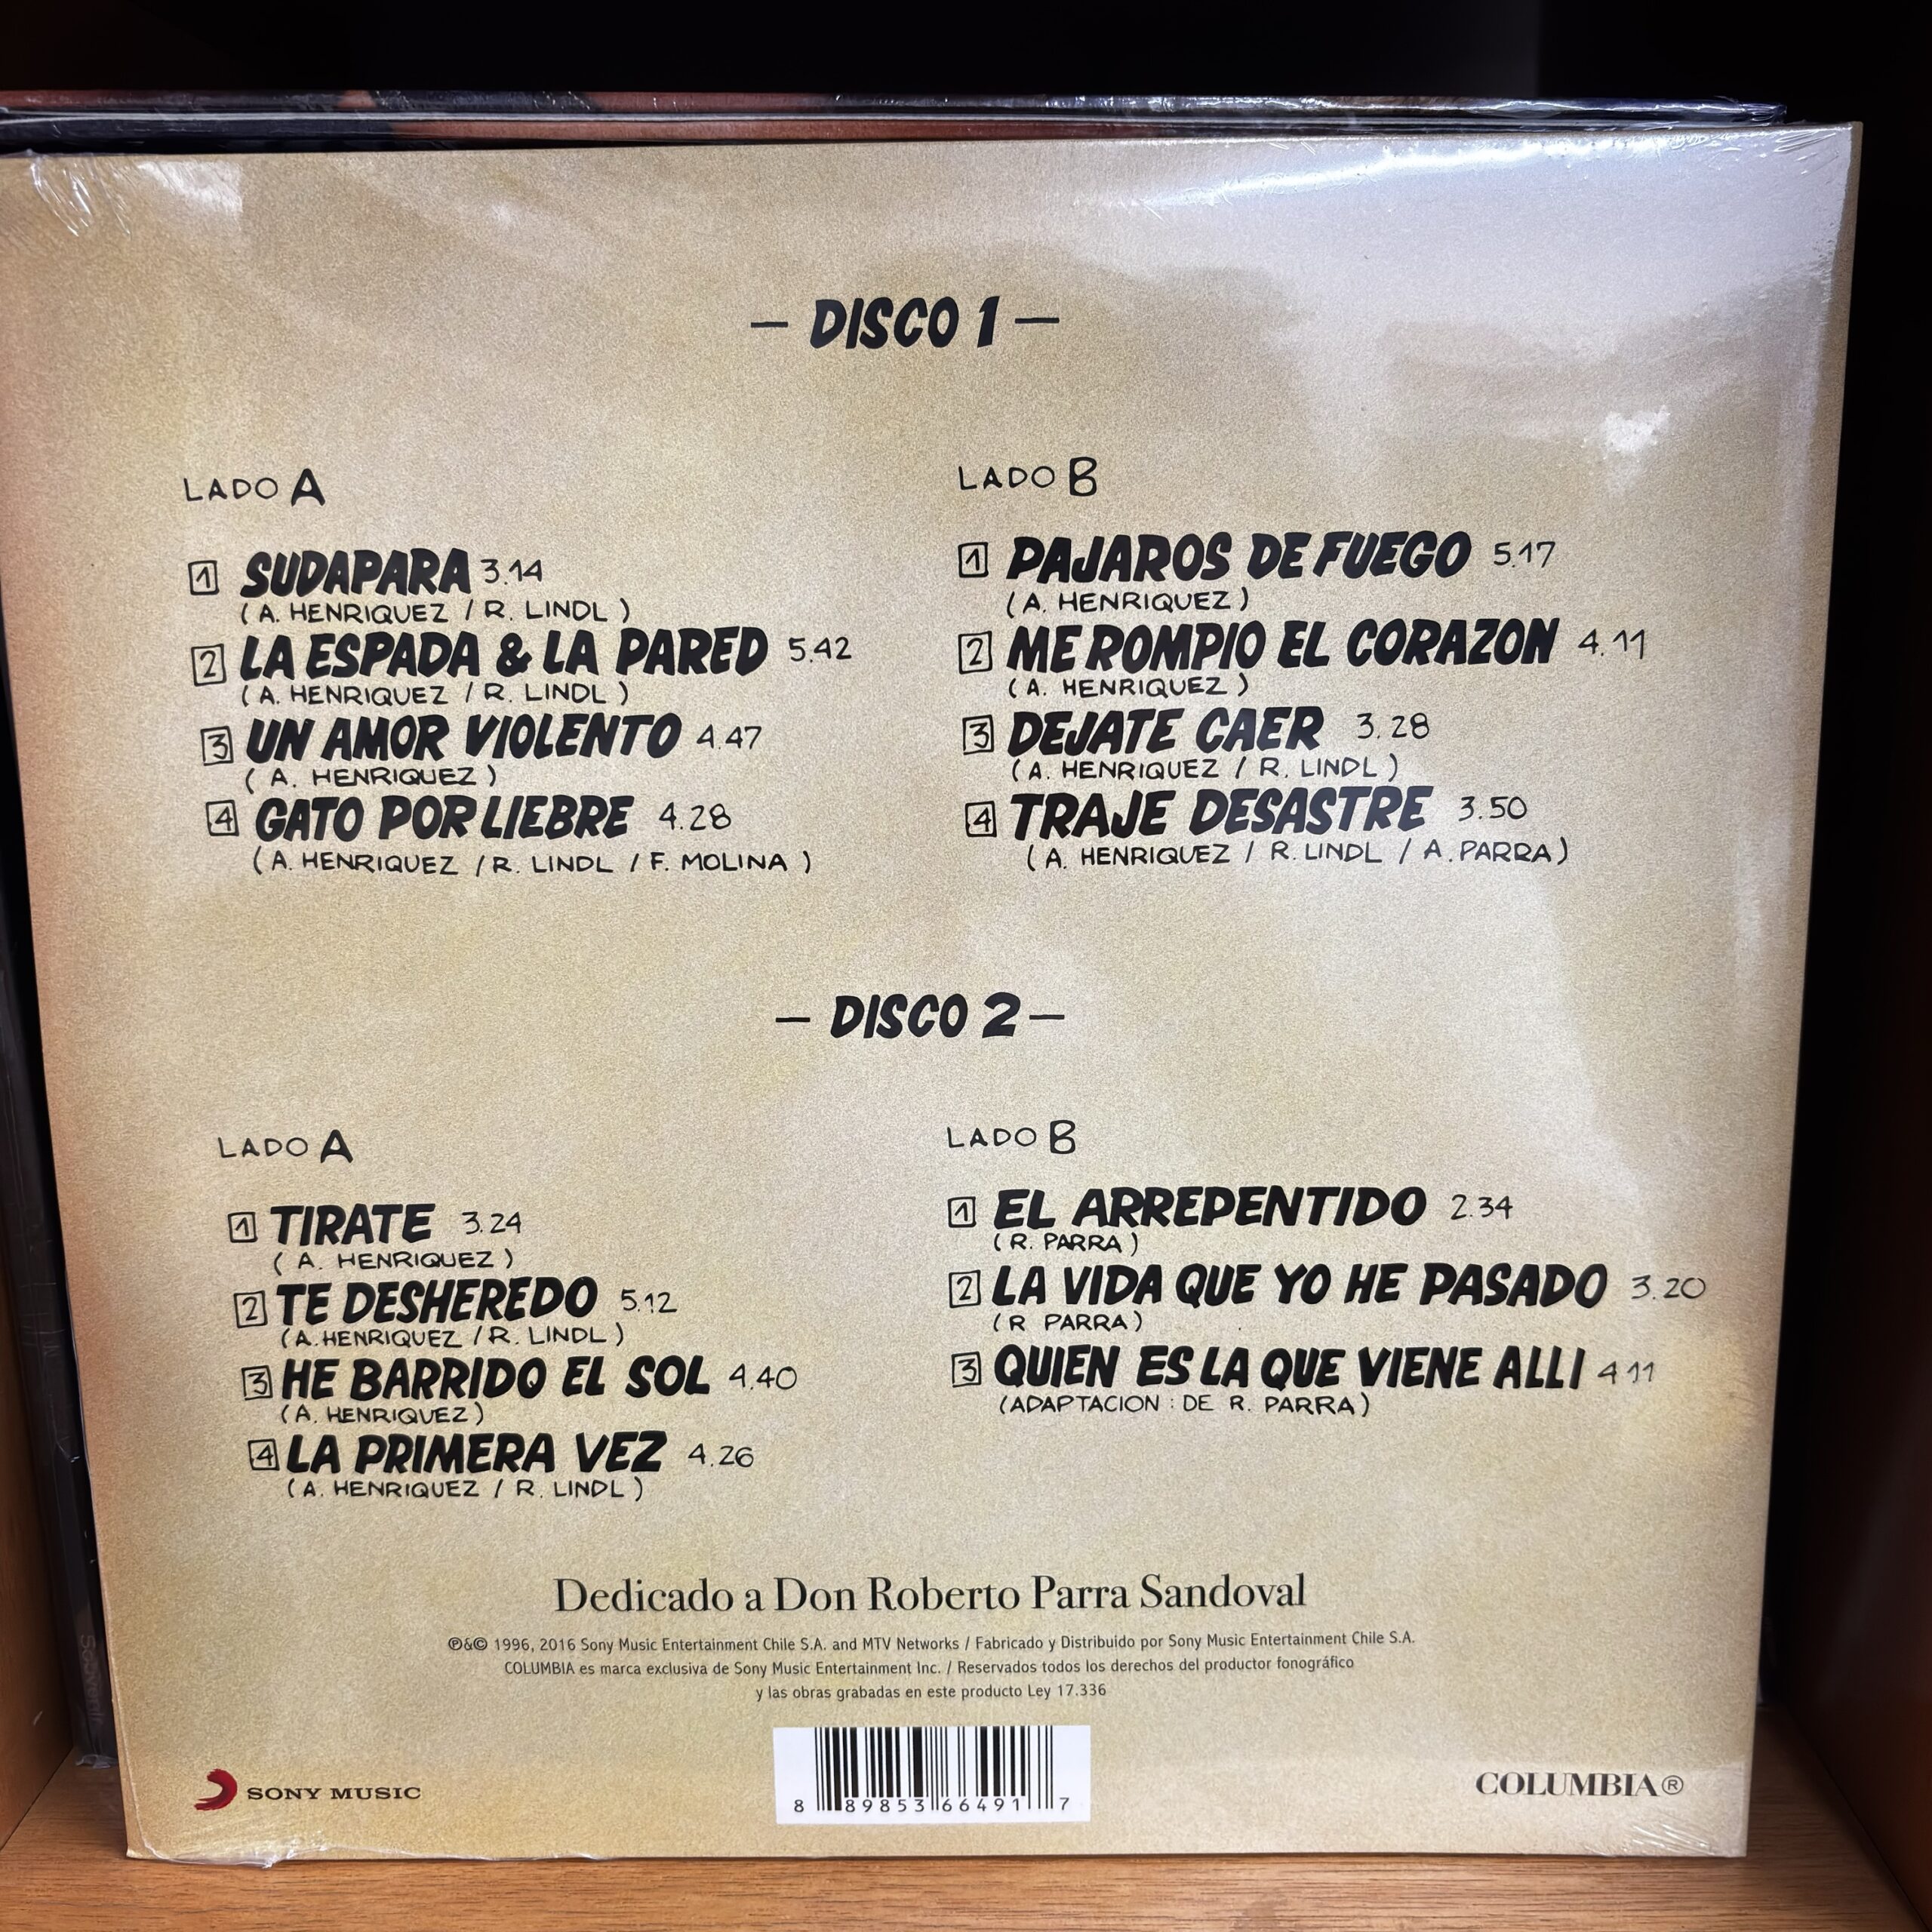 — DISCO 1 —
LADO A
1 SUDAPARA 3.14
( A. HENRIQUEZ / R. LINDL )
2 LA ESPADA & LA PARED 5.42
( A. HENRIQUEZ / R. LINDL )
3 UN AMOR VIOLENTO 4.47
( A. HENRIQUEZ )
4 GATO POR LIEBRE 4.28
( A. HENRIQUEZ / R. LINDL / F. MOLINA )
LADO B
1 PAJAROS DE FUEGO 5.17
( A. HENRIQUEZ )
2 ME ROMPIO EL CORAZON 4.11
( A. HENRIQUEZ )
3 DEJATE CAER 3.28
( A. HENRIQUEZ / R. LINDL )
4 TRAJE DESASTRE 3.50
( A. HENRIQUEZ / R. LINDL / A. PARRA )
— DISCO 2 —
LADO A
1 TIRATE 3.24
( A. HENRIQUEZ )
2 TE DESHEREDO 5.12
( A. HENRIQUEZ / R. LINDL )
3 HE BARRIDO EL SOL 4.40
( A. HENRIQUEZ )
4 LA PRIMERA VEZ 4.26
( A. HENRIQUEZ / R. LINDL )
LADO B
1 EL ARREPENTIDO 2.34
( R. PARRA )
2 LA VIDA QUE YO HE PASADO 3.20
( R PARRA )
3 QUIEN ES LA QUE VIENE ALLI 4 11
(ADAPTACION : DE R. PARRA )
Dedicado a Don Roberto Parra Sandoval
℗&© 1996, 2016 Sony Music Entertainment Chile S.A. and MTV Networks / Fabricado y Distribuido por Sony Music Entertainment Chile S.A.
COLUMBIA es marca exclusiva de Sony Music Entertainment Inc. / Reservados todos los derechos del productor fonográfico
y las obras grabadas en este producto Ley 17.336
SONY MUSIC
8 89853 66491 7
COLUMBIA®